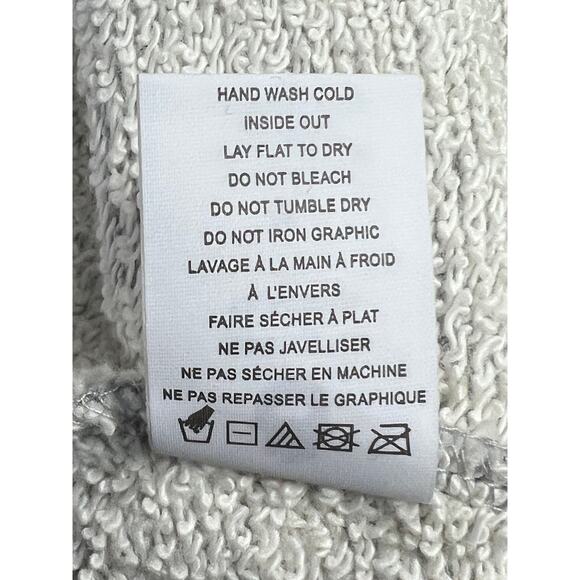 HAND WASH COLD
INSIDE OUT
LAY FLAT TO DRY
DO NOT BLEACH
DO NOT TUMBLE DRY
DO NOT IRON GRAPHIC
LAVAGE À LA MAIN À FROID
À L'ENVERS
FAIRE SÉCHER À PLAT
NE PAS JAVELLISER
NE PAS SÉCHER EN MACHINE
NE PAS REPASSER LE GRAPHIQUE